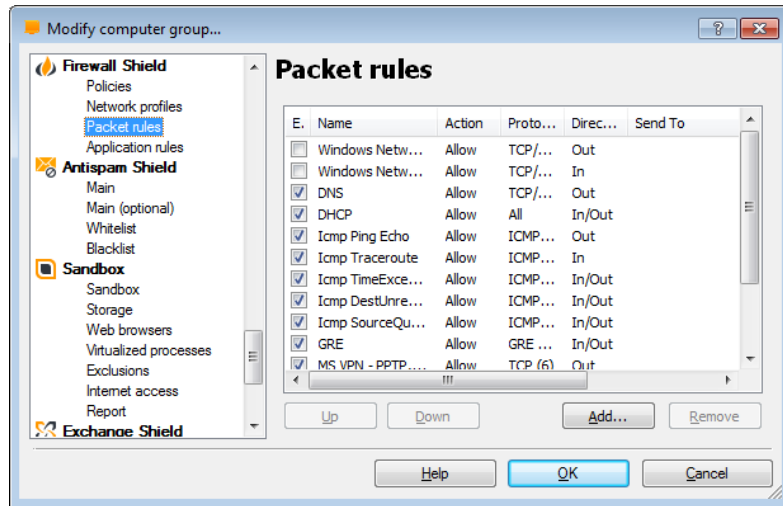 Modify computer group...
Firewall Shield
Policies
Network profiles
Packet rules
Application rules
Antispam Shield
Main
Main (optional)
Whitelist
Blacklist
Sandbox
Sandbox
Storage
Web browsers
Virtualized processes
Exclusions
Internet access
Report
Exchange Shield
Packet rules
E. Name Action Proto... Direc... Send To
Windows Netw... Allow TCP/... Out
Windows Netw... Allow TCP/... In
DNS Allow TCP/... Out
DHCP Allow All In/Out
Icmp Ping Echo Allow ICMP... Out
Icmp Traceroute Allow ICMP... In
Icmp TimeExce... Allow ICMP... In/Out
Icmp DestUnre... Allow ICMP... In/Out
Icmp SourceQu... Allow ICMP... In/Out
GRE Allow GRE ... In/Out
MS VPN - PPTP.... Allow TCP (6) Out
Up Down Add... Remove
Help OK Cancel